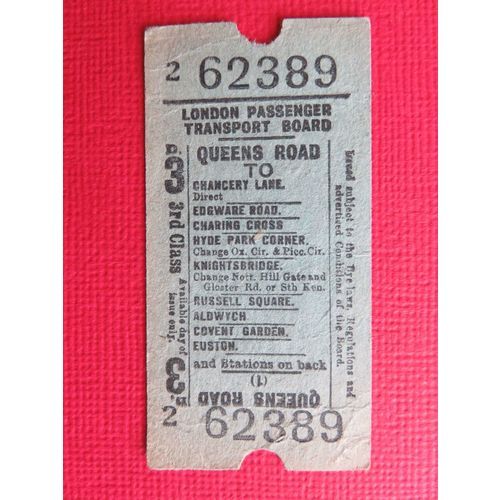 2 62389
LONDON PASSENGER
TRANSPORT BOARD
QUEENS ROAD
TO
CHANCERY LANE.
Direct
EDGWARE ROAD.
CHARING CROSS
HYDE PARK CORNER.
Change Ox. Cir. & Picc. Cir.
KNIGHTSBRIDGE.
Change Nott. Hill Gate and
Gloster Rd. or Sth Ken.
RUSSELL SQUARE.
ALDWYCH.
COVENT GARDEN.
EUSTON.
and Stations on back
(1)
QUEENS ROAD
2 62389
3D 3rd Class 3D
Available day of
issue only.
Issued subject to the Bye-laws, Regulations and
advertised Conditions of the Board.